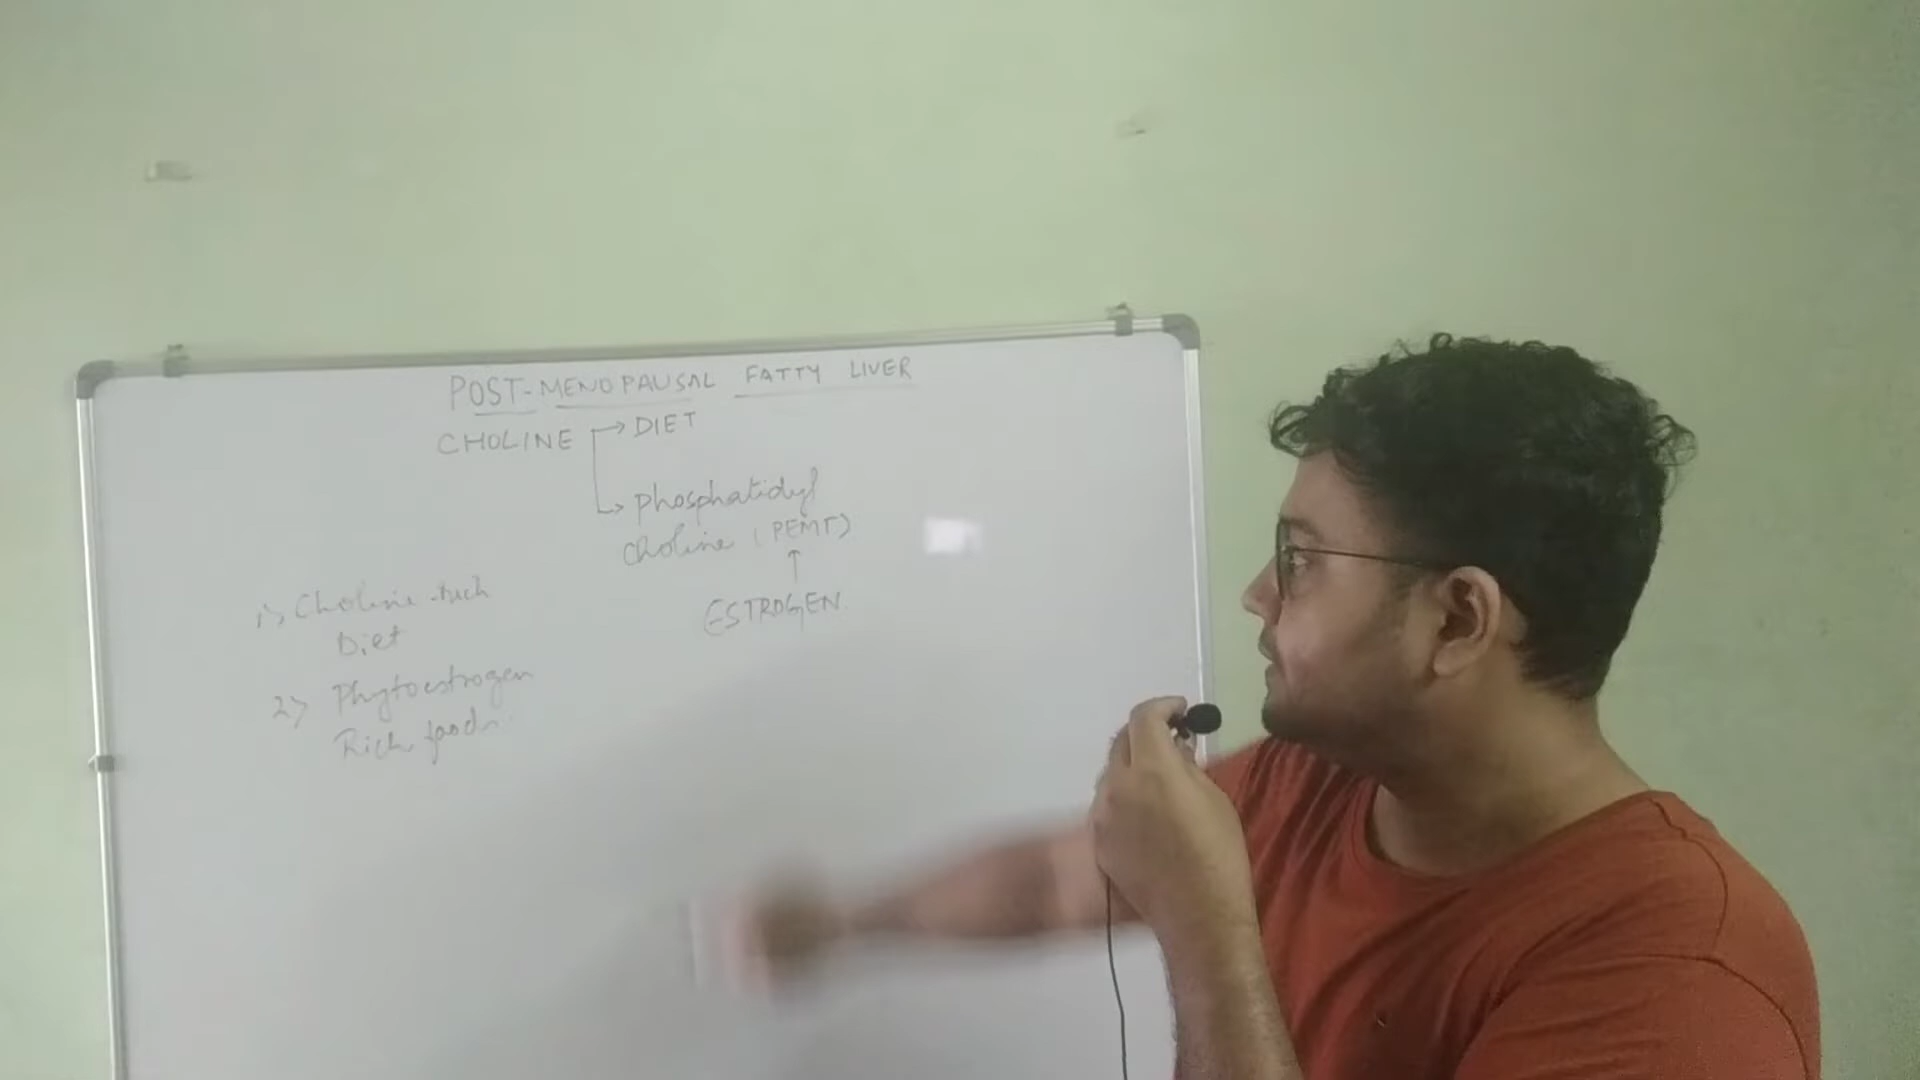 POST-MENOPAUSAL FATTY LIVER
CHOLINE → DIET
→ phosphatidyl
choline (PEMT)
↑
ESTROGEN
1) Choline-rich
Diet
2) Phytoestrogen
Rich foods